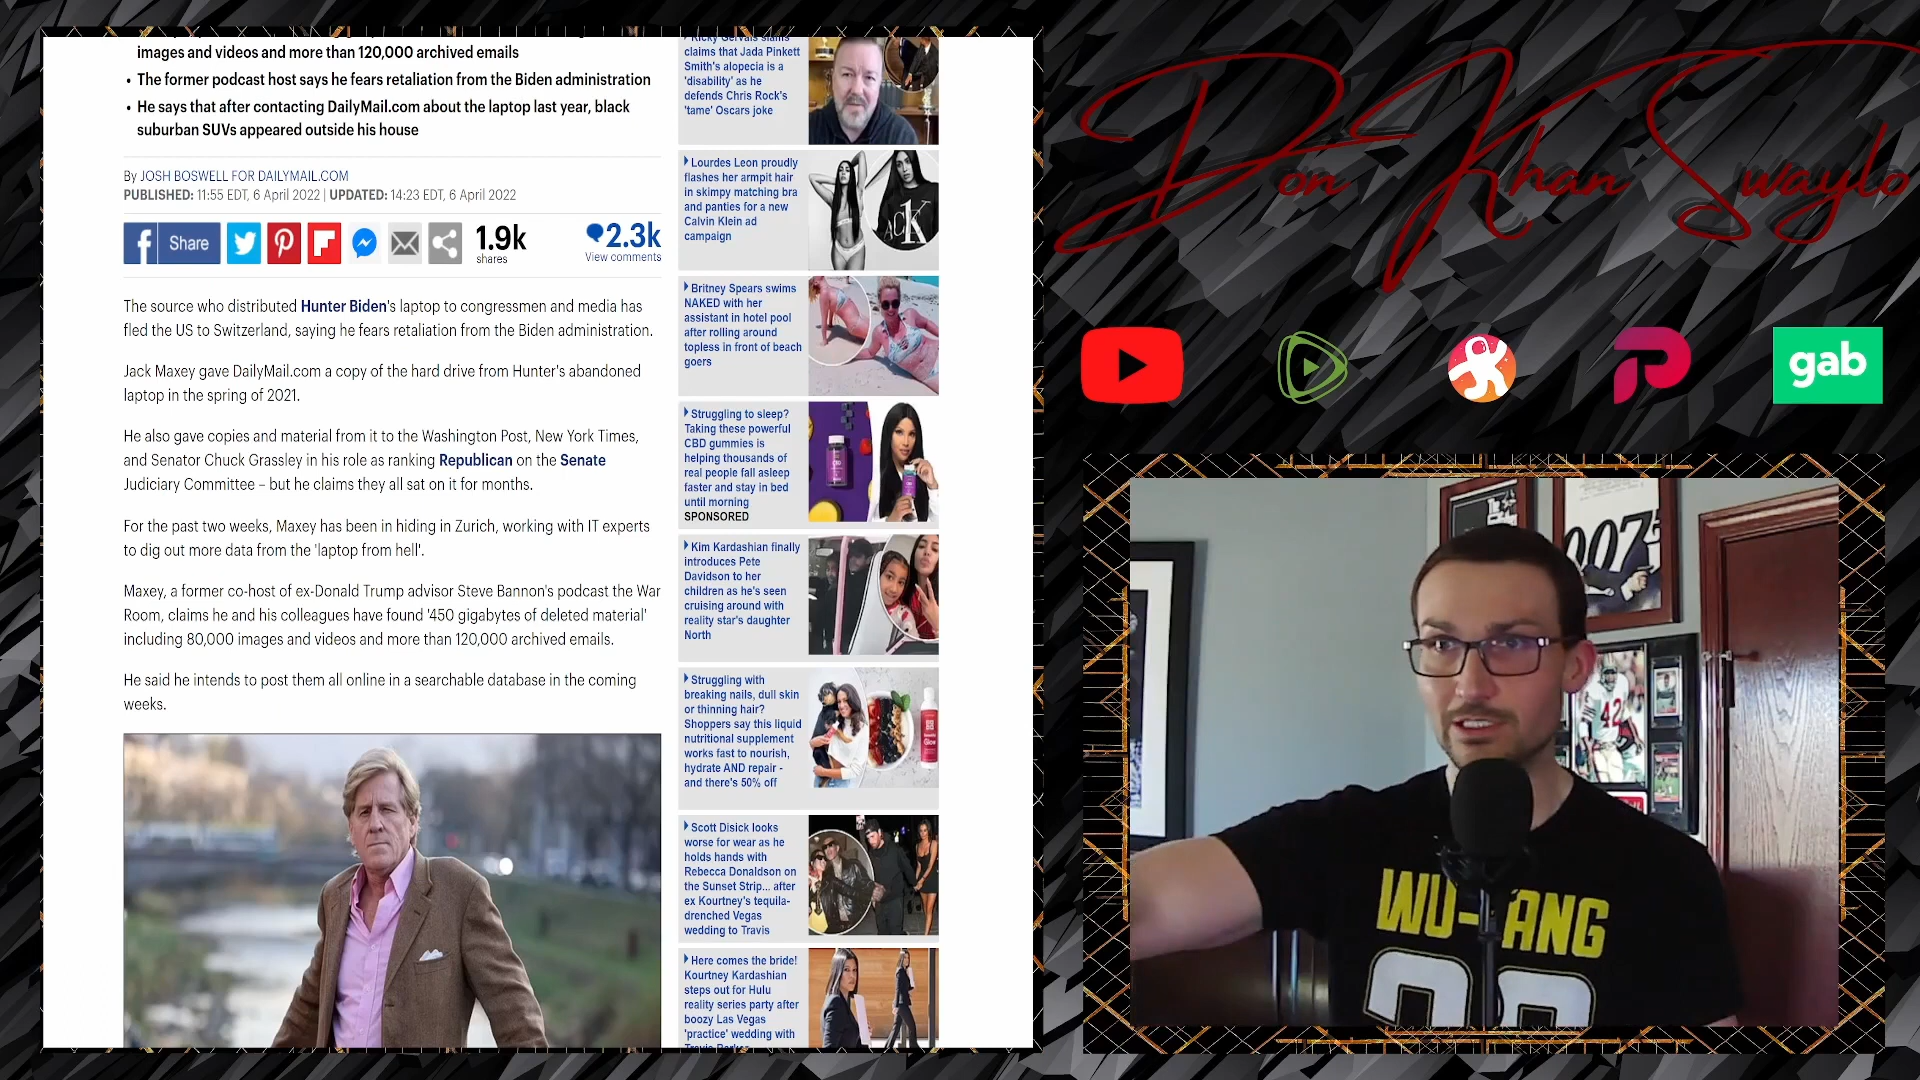 images and videos and more than 120,000 archived emails
• The former podcast host says he fears retaliation from the Biden administration
• He says that after contacting DailyMail.com about the laptop last year, black
suburban SUVs appeared outside his house
By JOSH BOSWELL FOR DAILYMAIL.COM
PUBLISHED: 11:55 EDT, 6 April 2022 | UPDATED: 14:23 EDT, 6 April 2022
f Share
1.9k
shares
2.3k
View comments
The source who distributed Hunter Biden's laptop to congressmen and media has
fled the US to Switzerland, saying he fears retaliation from the Biden administration.
Jack Maxey gave DailyMail.com a copy of the hard drive from Hunter's abandoned
laptop in the spring of 2021.
He also gave copies and material from it to the Washington Post, New York Times,
and Senator Chuck Grassley in his role as ranking Republican on the Senate
Judiciary Committee – but he claims they all sat on it for months.
For the past two weeks, Maxey has been in hiding in Zurich, working with IT experts
to dig out more data from the 'laptop from hell'.
Maxey, a former co-host of ex-Donald Trump advisor Steve Bannon's podcast the War
Room, claims he and his colleagues have found '450 gigabytes of deleted material'
including 80,000 images and videos and more than 120,000 archived emails.
He said he intends to post them all online in a searchable database in the coming
weeks.
Ricky Gervais slams
claims that Jada Pinkett
Smith's alopecia is a
'disability' as he
defends Chris Rock's
'tame' Oscars joke
Lourdes Leon proudly
flashes her armpit hair
in skimpy matching bra
and panties for a new
Calvin Klein ad
campaign
Britney Spears swims
NAKED with her
assistant in hotel pool
after rolling around
topless in front of beach
goers
Struggling to sleep?
Taking these powerful
CBD gummies is
helping thousands of
real people fall asleep
faster and stay in bed
until morning
SPONSORED
Kim Kardashian finally
introduces Pete
Davidson to her
children as he's seen
cruising around with
reality star's daughter
North
Struggling with
breaking nails, dull skin
or thinning hair?
Shoppers say this liquid
nutritional supplement
works fast to nourish,
hydrate AND repair -
and there's 50% off
Scott Disick looks
worse for wear as he
holds hands with
Rebecca Donaldson on
the Sunset Strip... after
ex Kourtney's tequila-
drenched Vegas
wedding to Travis
Here comes the bride!
Kourtney Kardashian
steps out for Hulu
reality series party after
boozy Las Vegas
'practice' wedding with
Don Khan Swaylo
gab
007
42
WU- ANG